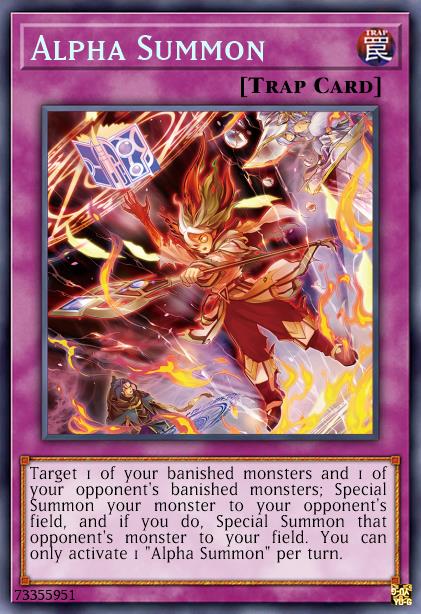 Alpha Summon
TRAP
罠
[Trap Card]
Target 1 of your banished monsters and 1 of
your opponent's banished monsters; Special
Summon your monster to your opponent's
field, and if you do, Special Summon that
opponent's monster to your field. You can
only activate 1 "Alpha Summon" per turn.
73355951